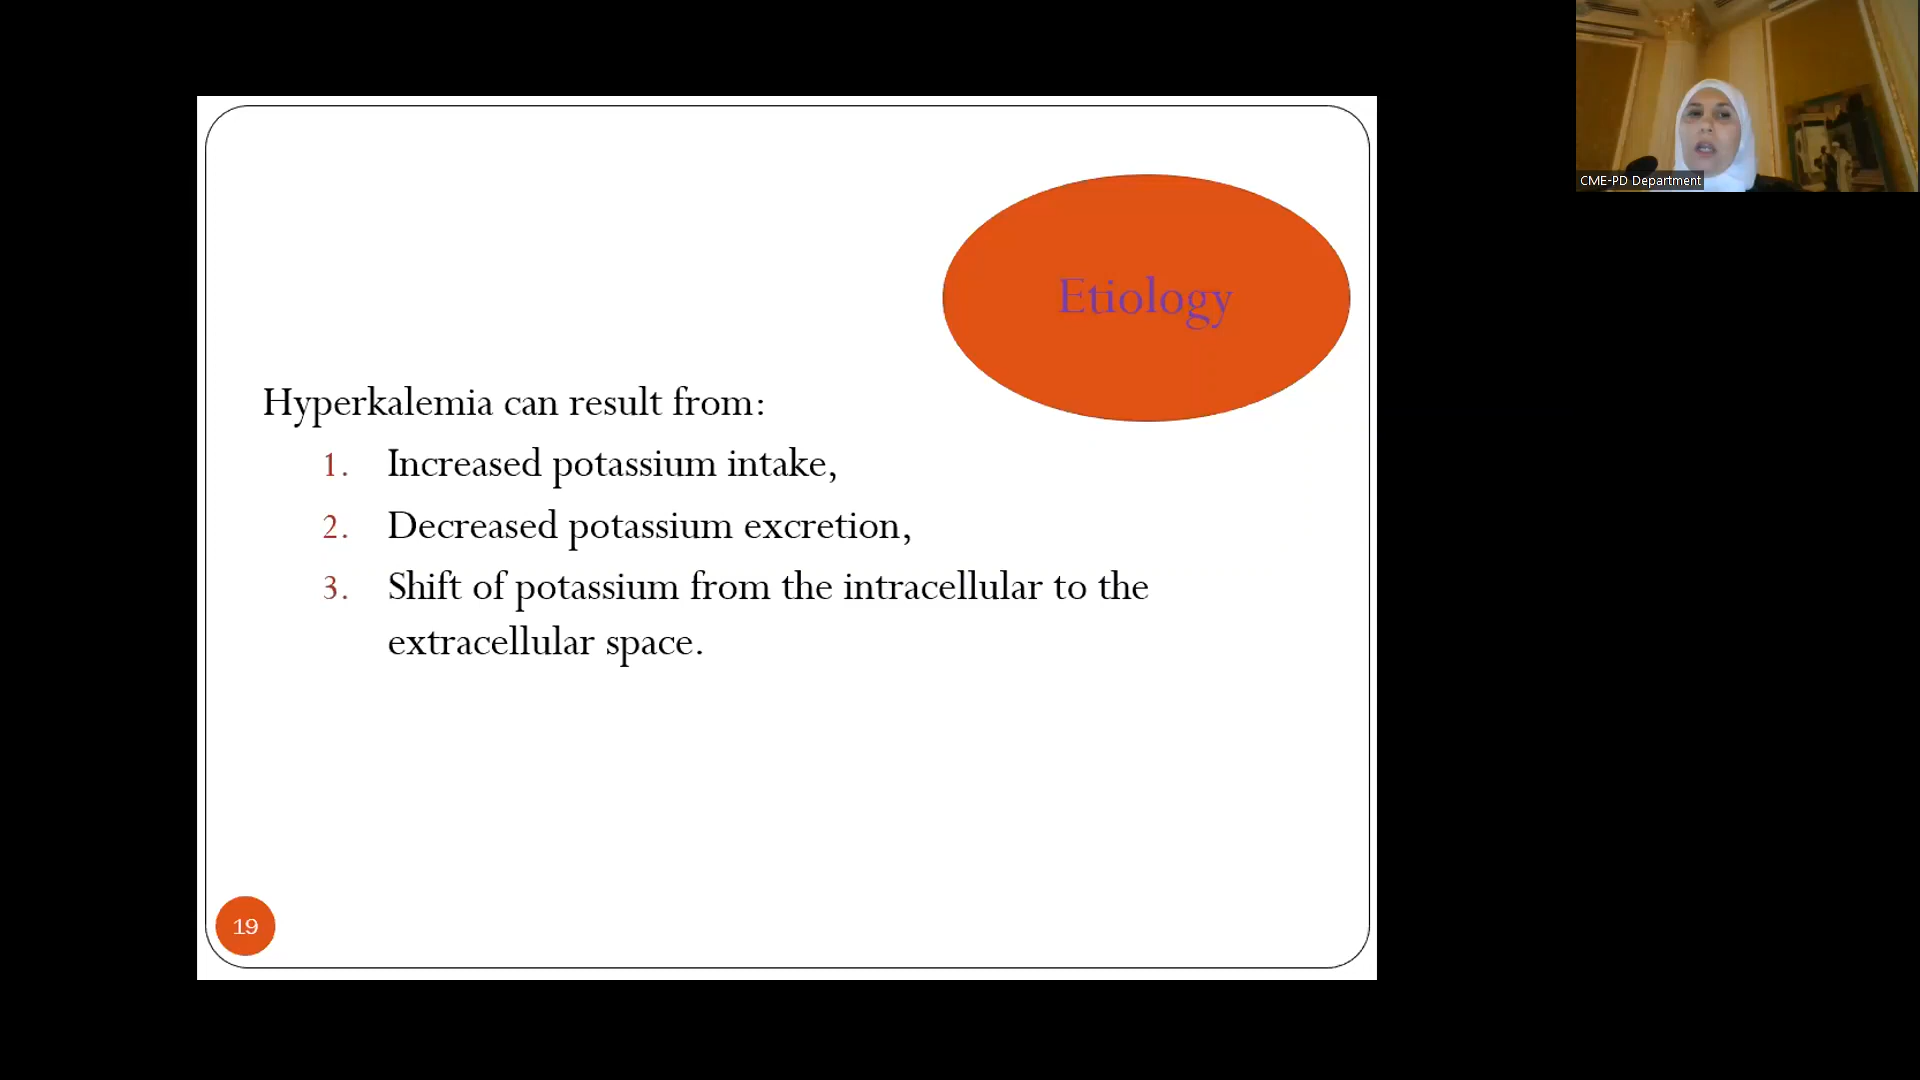 CME-PD Department
Etiology
Hyperkalemia can result from:
1. Increased potassium intake,
2. Decreased potassium excretion,
3. Shift of potassium from the intracellular to the
extracellular space.
19